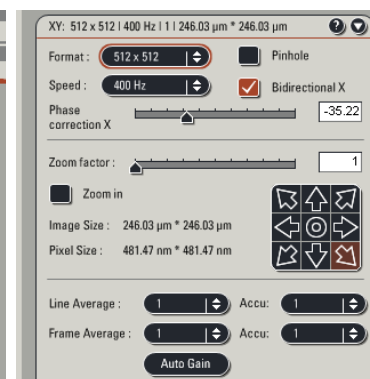 XY: 512 x 512 | 400 Hz | 1 | 246.03 µm * 246.03 µm
Format : 512 x 512 Pinhole
Speed : 400 Hz Bidirectional X
Phase correction X -35.22
Zoom factor : 1
Zoom in
Image Size : 246.03 µm * 246.03 µm
Pixel Size : 481.47 nm * 481.47 nm
Line Average : 1 Accu: 1
Frame Average : 1 Accu: 1
Auto Gain